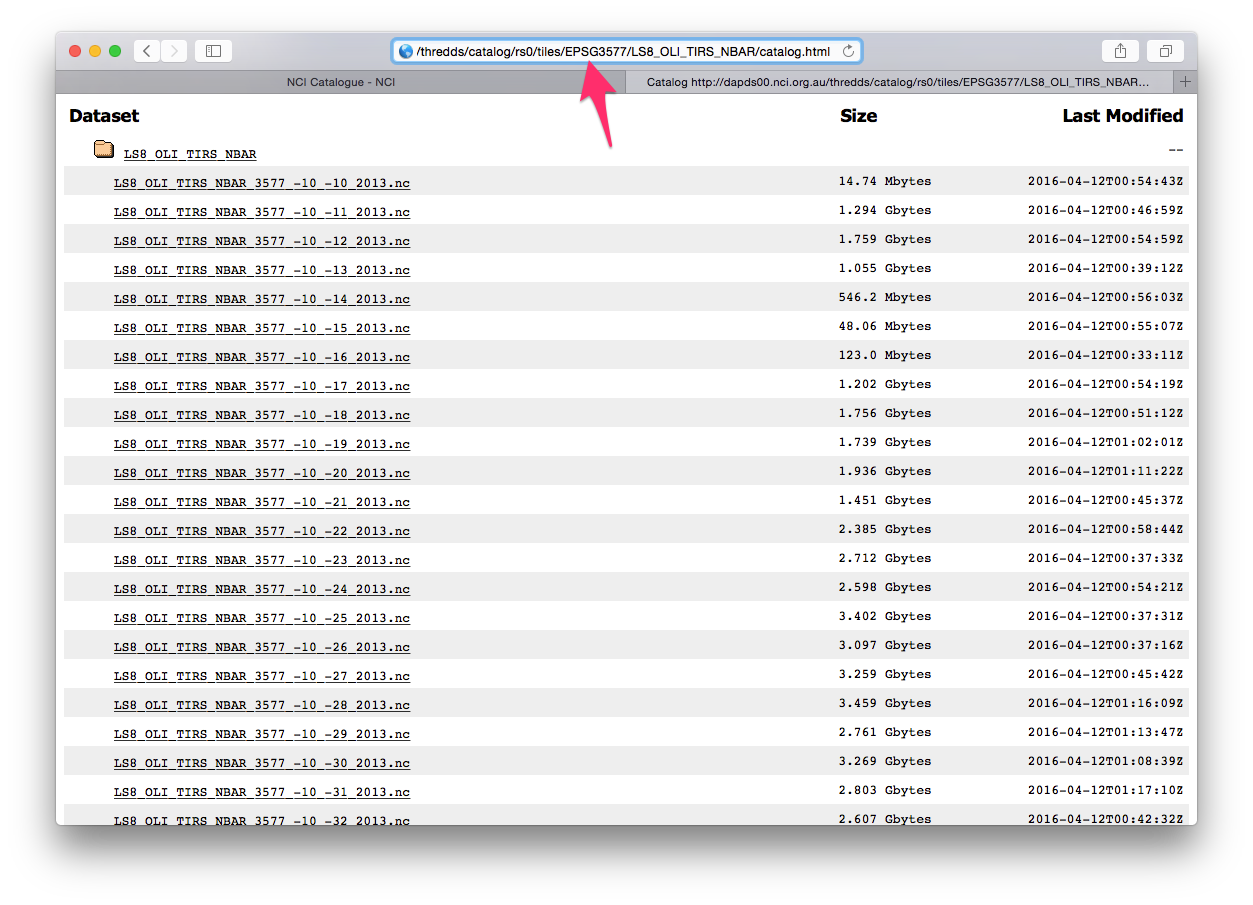 /thredds/catalog/rs0/tiles/EPSG3577/LS8_OLI_TIRS_NBAR/catalog.html
NCI Catalogue - NCI
Catalog http://dapds00.nci.org.au/thredds/catalog/rs0/tiles/EPSG3577/LS8_OLI_TIRS_NBAR...
Dataset Size Last Modified
LS8_OLI_TIRS_NBAR --
LS8_OLI_TIRS_NBAR_3577_-10_-10_2013.nc 14.74 Mbytes 2016-04-12T00:54:43Z
LS8_OLI_TIRS_NBAR_3577_-10_-11_2013.nc 1.294 Gbytes 2016-04-12T00:46:59Z
LS8_OLI_TIRS_NBAR_3577_-10_-12_2013.nc 1.759 Gbytes 2016-04-12T00:54:59Z
LS8_OLI_TIRS_NBAR_3577_-10_-13_2013.nc 1.055 Gbytes 2016-04-12T00:39:12Z
LS8_OLI_TIRS_NBAR_3577_-10_-14_2013.nc 546.2 Mbytes 2016-04-12T00:56:03Z
LS8_OLI_TIRS_NBAR_3577_-10_-15_2013.nc 48.06 Mbytes 2016-04-12T00:55:07Z
LS8_OLI_TIRS_NBAR_3577_-10_-16_2013.nc 123.0 Mbytes 2016-04-12T00:33:11Z
LS8_OLI_TIRS_NBAR_3577_-10_-17_2013.nc 1.202 Gbytes 2016-04-12T00:54:19Z
LS8_OLI_TIRS_NBAR_3577_-10_-18_2013.nc 1.756 Gbytes 2016-04-12T00:51:12Z
LS8_OLI_TIRS_NBAR_3577_-10_-19_2013.nc 1.739 Gbytes 2016-04-12T01:02:01Z
LS8_OLI_TIRS_NBAR_3577_-10_-20_2013.nc 1.936 Gbytes 2016-04-12T01:11:22Z
LS8_OLI_TIRS_NBAR_3577_-10_-21_2013.nc 1.451 Gbytes 2016-04-12T00:45:37Z
LS8_OLI_TIRS_NBAR_3577_-10_-22_2013.nc 2.385 Gbytes 2016-04-12T00:58:44Z
LS8_OLI_TIRS_NBAR_3577_-10_-23_2013.nc 2.712 Gbytes 2016-04-12T00:37:33Z
LS8_OLI_TIRS_NBAR_3577_-10_-24_2013.nc 2.598 Gbytes 2016-04-12T00:54:21Z
LS8_OLI_TIRS_NBAR_3577_-10_-25_2013.nc 3.402 Gbytes 2016-04-12T00:37:31Z
LS8_OLI_TIRS_NBAR_3577_-10_-26_2013.nc 3.097 Gbytes 2016-04-12T00:37:16Z
LS8_OLI_TIRS_NBAR_3577_-10_-27_2013.nc 3.259 Gbytes 2016-04-12T00:45:42Z
LS8_OLI_TIRS_NBAR_3577_-10_-28_2013.nc 3.459 Gbytes 2016-04-12T01:16:09Z
LS8_OLI_TIRS_NBAR_3577_-10_-29_2013.nc 2.761 Gbytes 2016-04-12T01:13:47Z
LS8_OLI_TIRS_NBAR_3577_-10_-30_2013.nc 3.269 Gbytes 2016-04-12T01:08:39Z
LS8_OLI_TIRS_NBAR_3577_-10_-31_2013.nc 2.803 Gbytes 2016-04-12T01:17:10Z
LS8_OLI_TIRS_NBAR_3577_-10_-32_2013.nc 2.607 Gbytes 2016-04-12T00:42:32Z